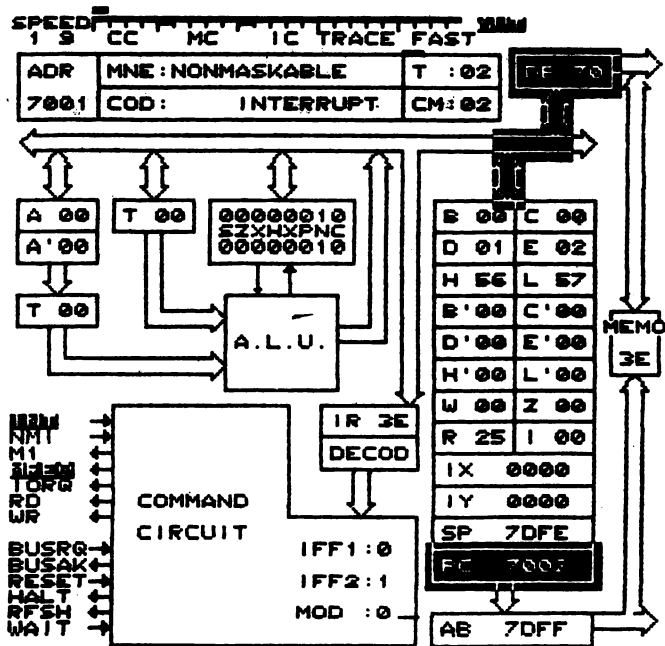 SPEED
1 9 CC MC IC TRACE FAST
ADR MNE:NONMASKABLE T :02
7001 COD: INTERRUPT CM:02
A 00
A'00
T 00
T 00
00000010
SZXHXPNC
00000010
A.L.U.
B 00 C 00
D 01 E 02
H 56 L 57
B'00 C'00
D'00 E'00
H'00 L'00
W 00 Z 00
R 25 I 00
IX 0000
IY 0000
SP 7DFE
AB 7DFF
MEMO
3E
IR 3E
DECOD
COMMAND
CIRCUIT
IFF1:0
IFF2:1
MOD :0
NMI
M1
TORQ
RD
WR
BUSRQ
BUSAK
RESET
HALT
RFSH
WAIT